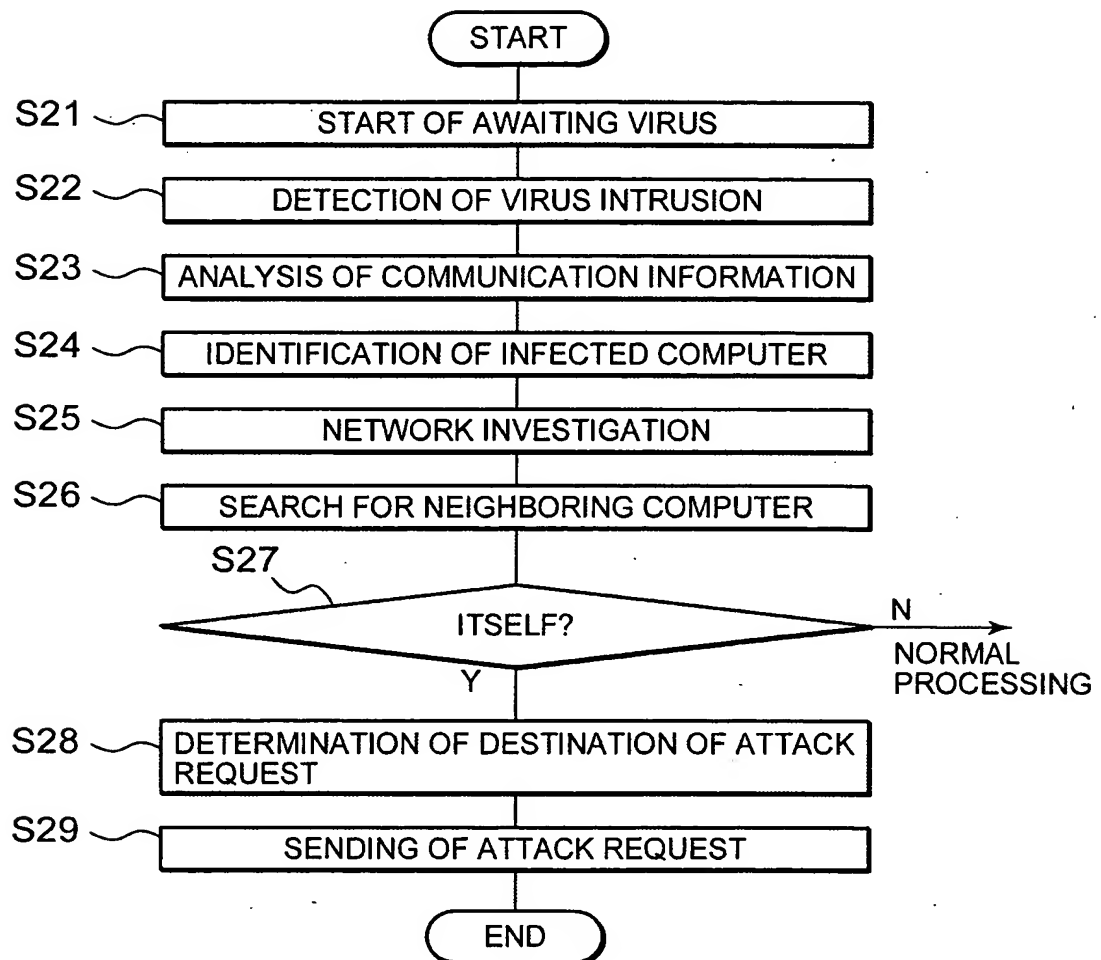 START
S21
START OF AWAITING VIRUS
S22
DETECTION OF VIRUS INTRUSION
S23
ANALYSIS OF COMMUNICATION INFORMATION
S24
IDENTIFICATION OF INFECTED COMPUTER
S25
NETWORK INVESTIGATION
S26
SEARCH FOR NEIGHBORING COMPUTER
S27
ITSELF?
N
NORMAL
PROCESSING
Y
S28
DETERMINATION OF DESTINATION OF ATTACK
REQUEST
S29
SENDING OF ATTACK REQUEST
END